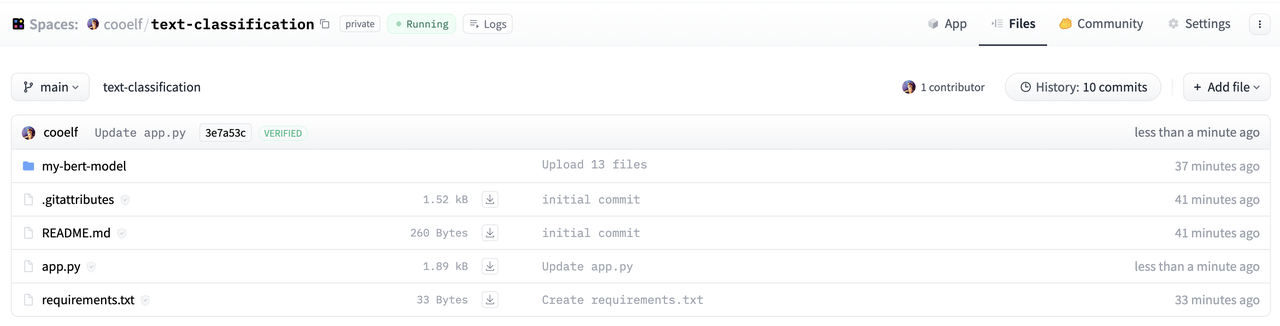 Spaces: cooelf/text-classification private Running Logs App Files Community Settings
main text-classification 1 contributor History: 10 commits + Add file
cooelf Update app.py 3e7a53c VERIFIED less than a minute ago
my-bert-model Upload 13 files 37 minutes ago
.gitattributes 1.52 kB initial commit 41 minutes ago
README.md 260 Bytes initial commit 41 minutes ago
app.py 1.89 kB Update app.py less than a minute ago
requirements.txt 33 Bytes Create requirements.txt 33 minutes ago